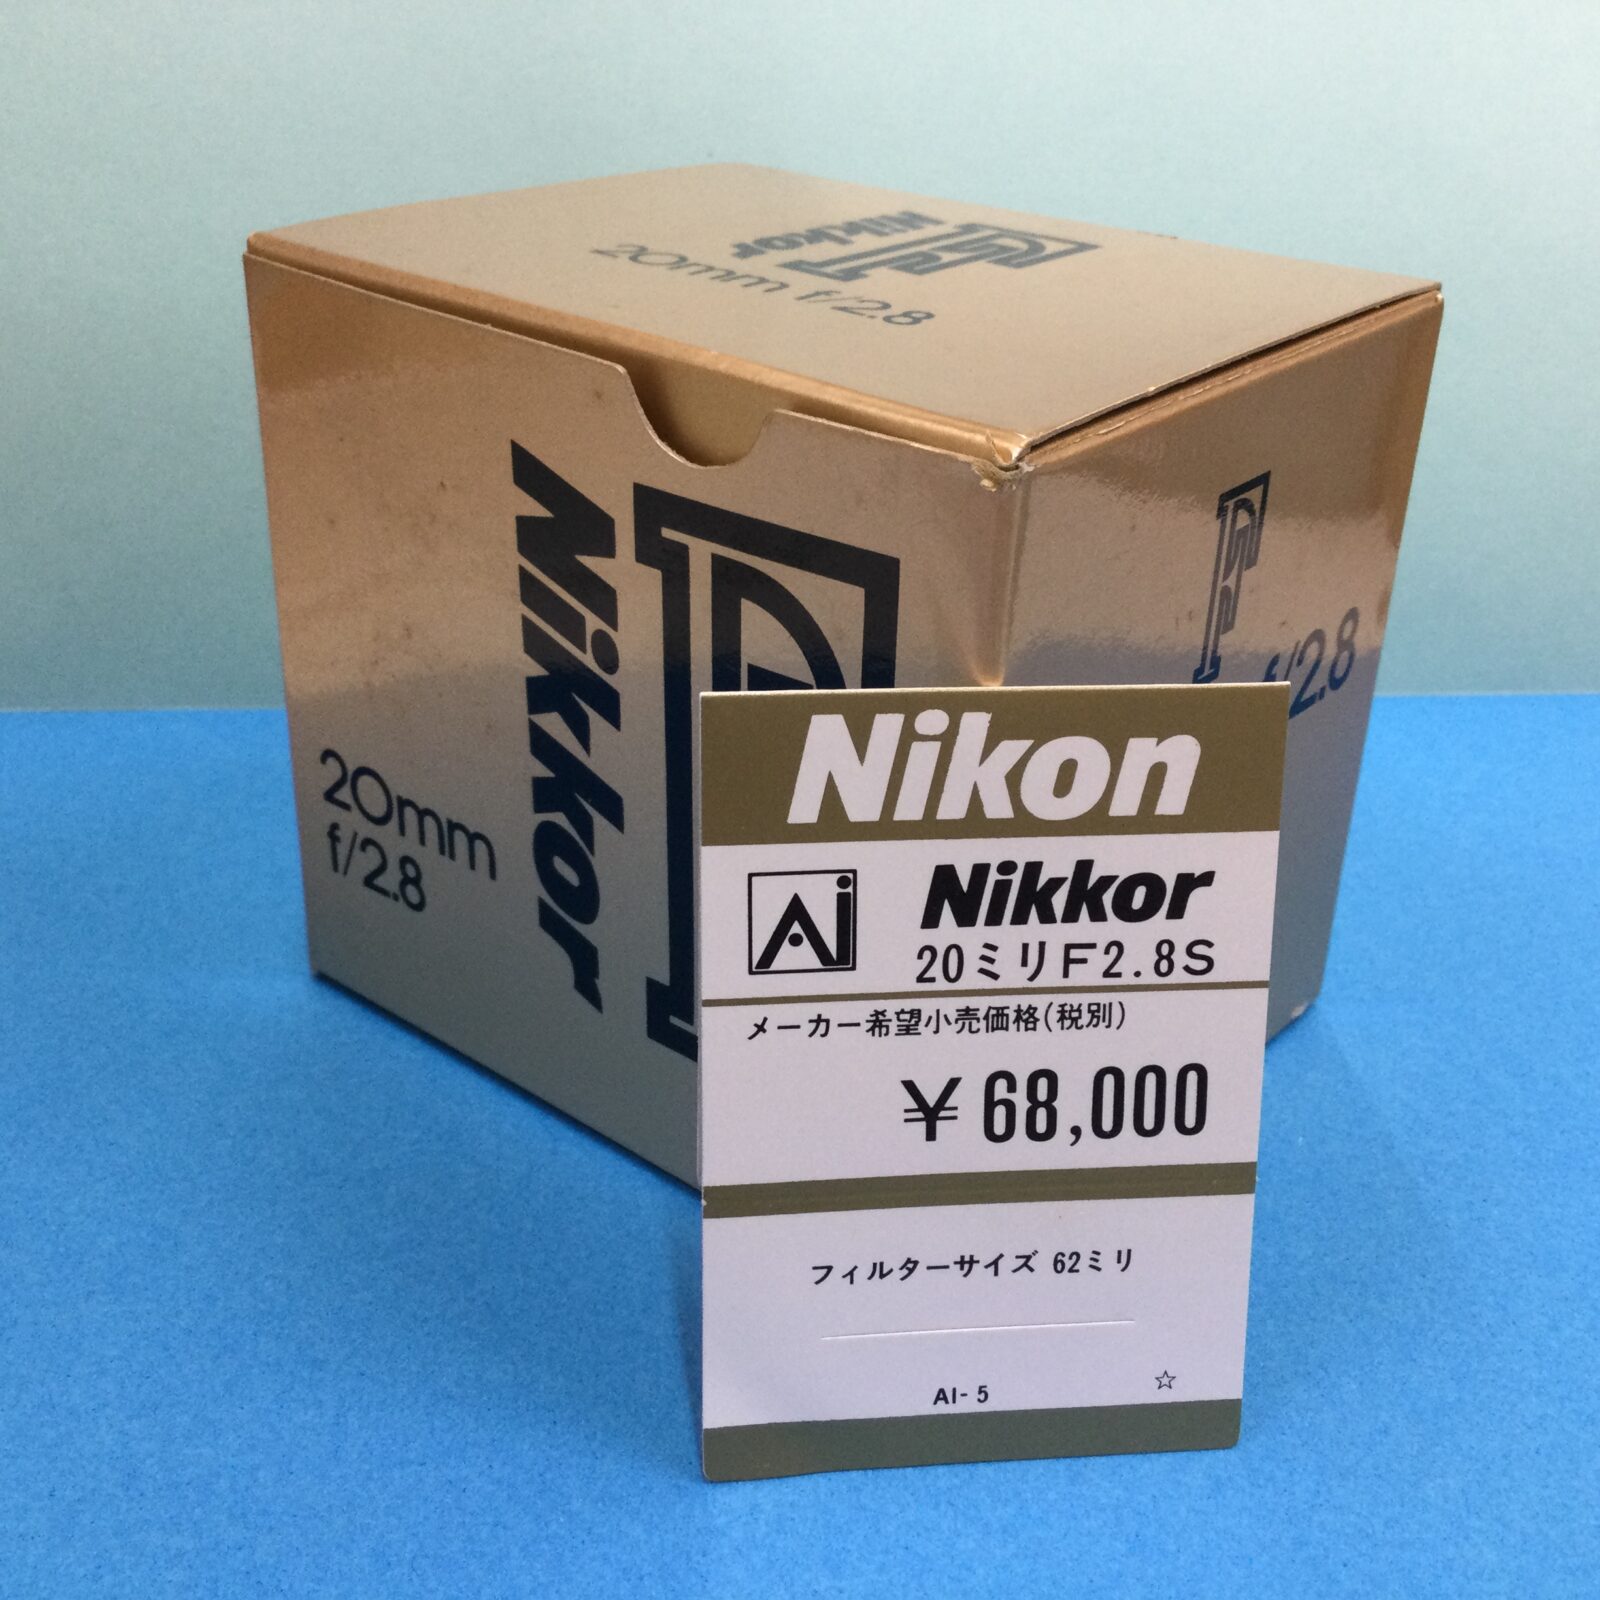 Nikkor
20mm f/2.8
Nikkor
20mm
f/2.8
f/2.8
Nikon
Ai Nikkor
20ミリF2.8S
メーカー希望小売価格(税別)
¥68,000
フィルターサイズ 62ミリ
AI-5 ☆